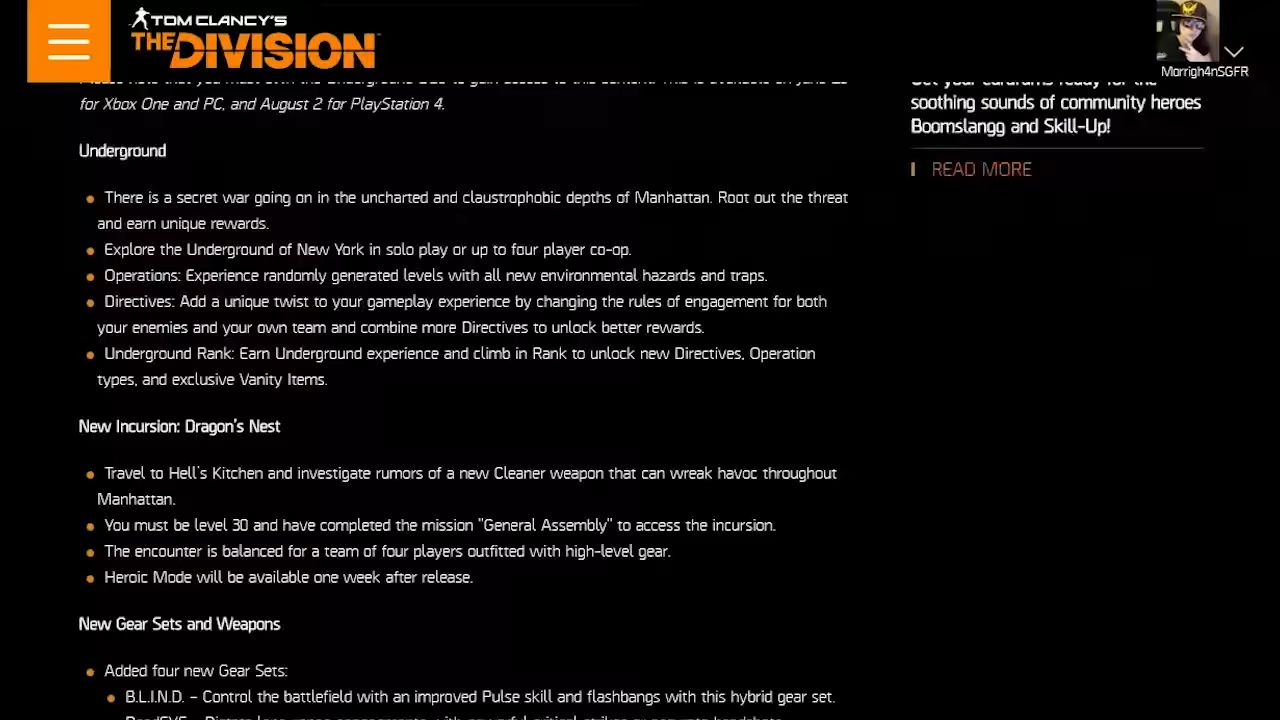 TOM CLANCY'S
THE DIVISION
Morrigh4nSGFR
for Xbox One and PC, and August 2 for PlayStation 4.
Underground
There is a secret war going on in the uncharted and claustrophobic depths of Manhattan. Root out the threat
and earn unique rewards.
Explore the Underground of New York in solo play or up to four player co-op.
Operations: Experience randomly generated levels with all new environmental hazards and traps.
Directives: Add a unique twist to your gameplay experience by changing the rules of engagement for both
your enemies and your own team and combine more Directives to unlock better rewards.
Underground Rank: Earn Underground experience and climb in Rank to unlock new Directives, Operation
types, and exclusive Vanity Items.
New Incursion: Dragon's Nest
Travel to Hell's Kitchen and investigate rumors of a new Cleaner weapon that can wreak havoc throughout
Manhattan.
You must be level 30 and have completed the mission "General Assembly" to access the incursion.
The encounter is balanced for a team of four players outfitted with high-level gear.
Heroic Mode will be available one week after release.
New Gear Sets and Weapons
Added four new Gear Sets:
B.L.I.N.D. - Control the battlefield with an improved Pulse skill and flashbangs with this hybrid gear set.
soothing sounds of community heroes
Boomslangg and Skill-Up!
READ MORE